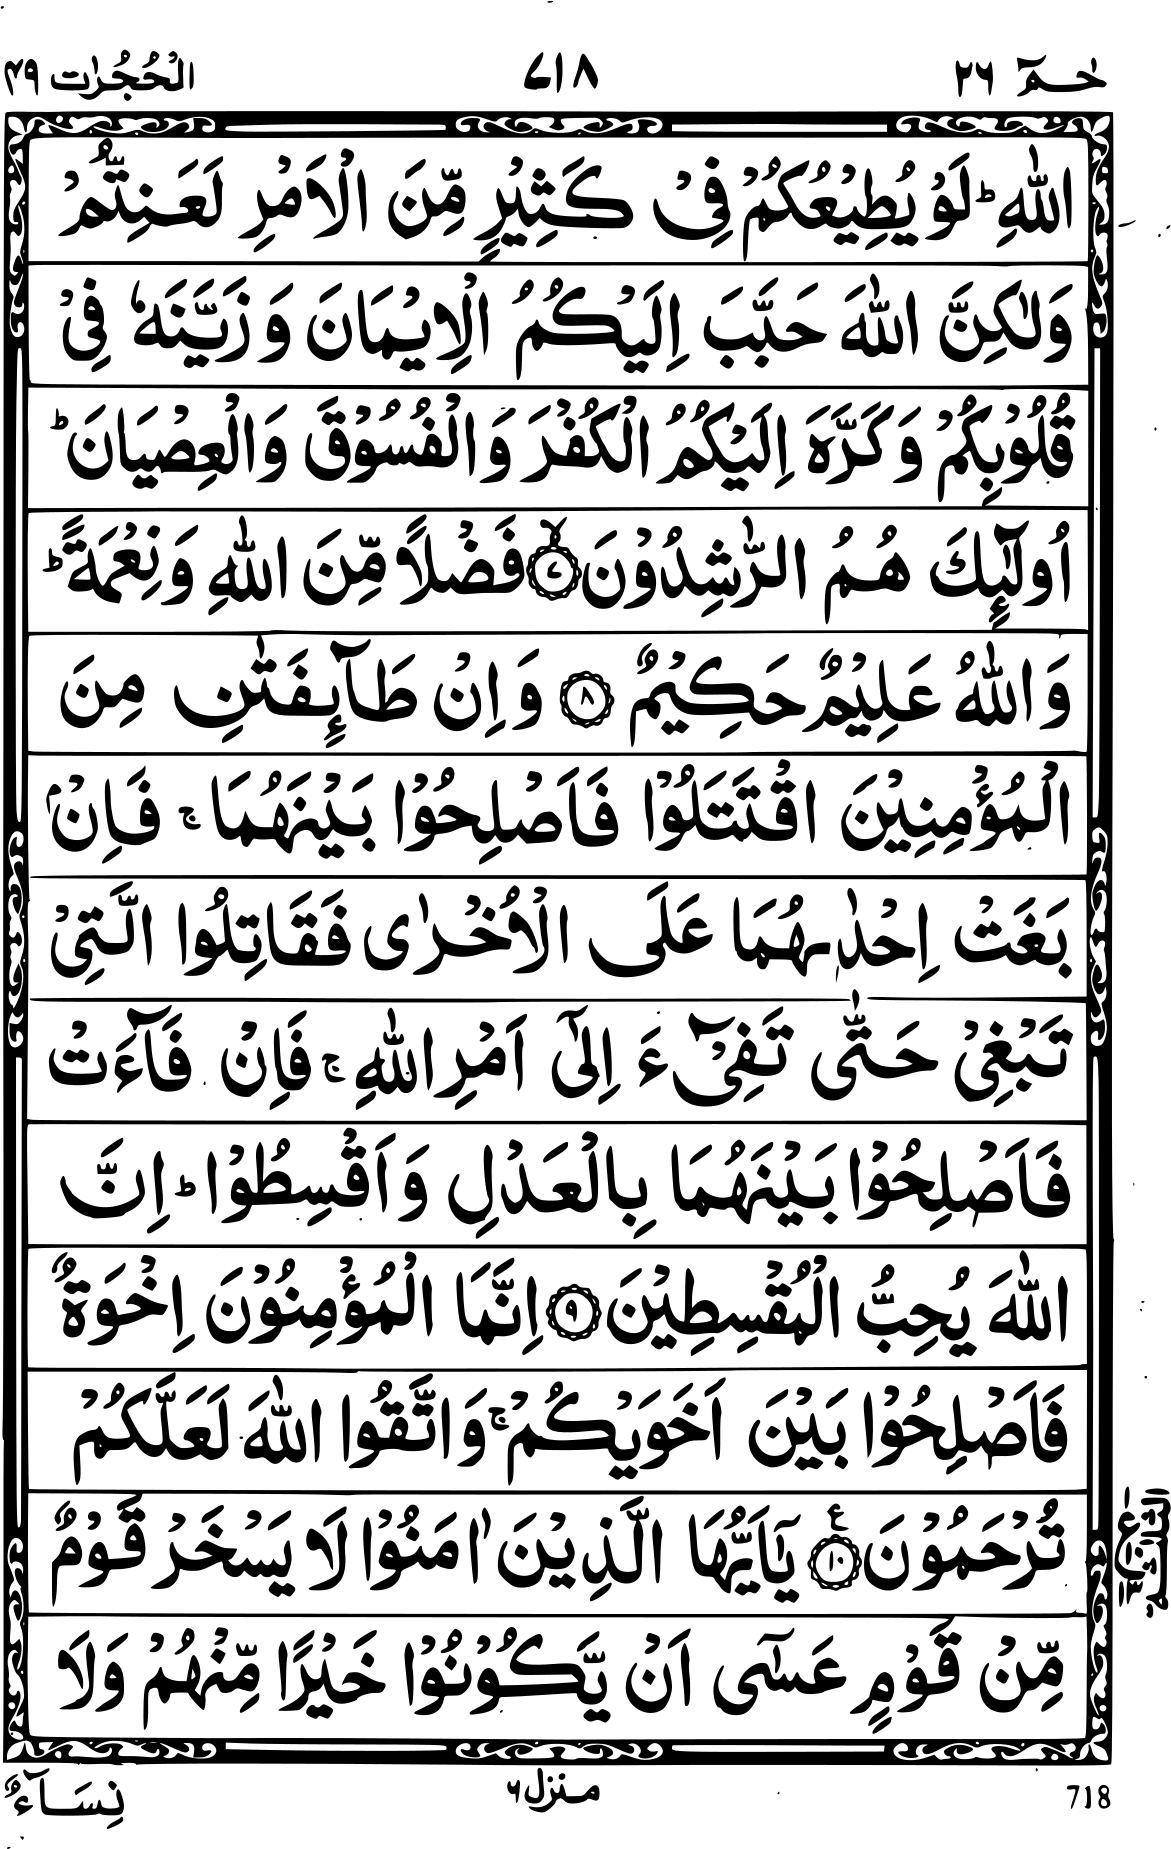 حٰمٓ ٢٦ ٧١٨ الْحُجُرٰت ٤٩
اللّٰهِ ؕ لَوْ يُطِيْعُكُمْ فِیْ كَثِيْرٍ مِّنَ الْاَمْرِ لَعَنِتُّمْ
وَلٰكِنَّ اللّٰهَ حَبَّبَ اِلَيْكُمُ الْاِيْمَانَ وَ زَيَّنَهٗ فِیْ
قُلُوْبِكُمْ وَ كَرَّهَ اِلَيْكُمُ الْكُفْرَ وَ الْفُسُوْقَ وَالْعِصْيَانَ ؕ
اُولٰٓئِكَ هُمُ الرّٰشِدُوْنَ ۙ﴿٧﴾ فَضْلًا مِّنَ اللّٰهِ وَ نِعْمَةً ؕ
وَ اللّٰهُ عَلِيْمٌ حَكِيْمٌ ﴿٨﴾ وَ اِنْ طَآئِفَتٰنِ مِنَ
الْمُؤْمِنِيْنَ اقْتَتَلُوْا فَاَصْلِحُوْا بَيْنَهُمَا ۚ فَاِنْۢ
بَغَتْ اِحْدٰىهُمَا عَلَى الْاُخْرٰى فَقَاتِلُوا الَّتِیْ
تَبْغِیْ حَتّٰى تَفِیْٓءَ اِلٰٓى اَمْرِ اللّٰهِ ۚ فَاِنْ فَآءَتْ
فَاَصْلِحُوْا بَيْنَهُمَا بِالْعَدْلِ وَ اَقْسِطُوْا ؕ اِنَّ
اللّٰهَ يُحِبُّ الْمُقْسِطِيْنَ ﴿٩﴾ اِنَّمَا الْمُؤْمِنُوْنَ اِخْوَةٌ
فَاَصْلِحُوْا بَيْنَ اَخَوَيْكُمْ ۚ وَ اتَّقُوا اللّٰهَ لَعَلَّكُمْ
تُرْحَمُوْنَ ﴿١٠﴾ ع يٰۤاَيُّهَا الَّذِيْنَ اٰمَنُوْا لَا يَسْخَرْ قَوْمٌ
مِّنْ قَوْمٍ عَسٰۤى اَنْ يَّكُوْنُوْا خَيْرًا مِّنْهُمْ وَلَا
718 منزل ٦ نِسَآءٌ